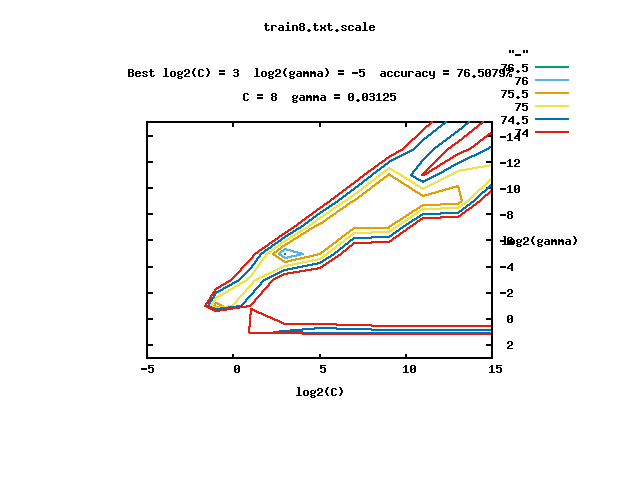 train8.txt.scale
"-"
Best log2(C) = 3  log2(gamma) = -5  accuracy = 76.5079%
76.5
76
C = 8  gamma = 0.03125
75.5
75
74.5
74
-14
-12
-10
-8
-6
log2(gamma)
-4
-2
0
2
-5 0 5 10 15
log2(C)